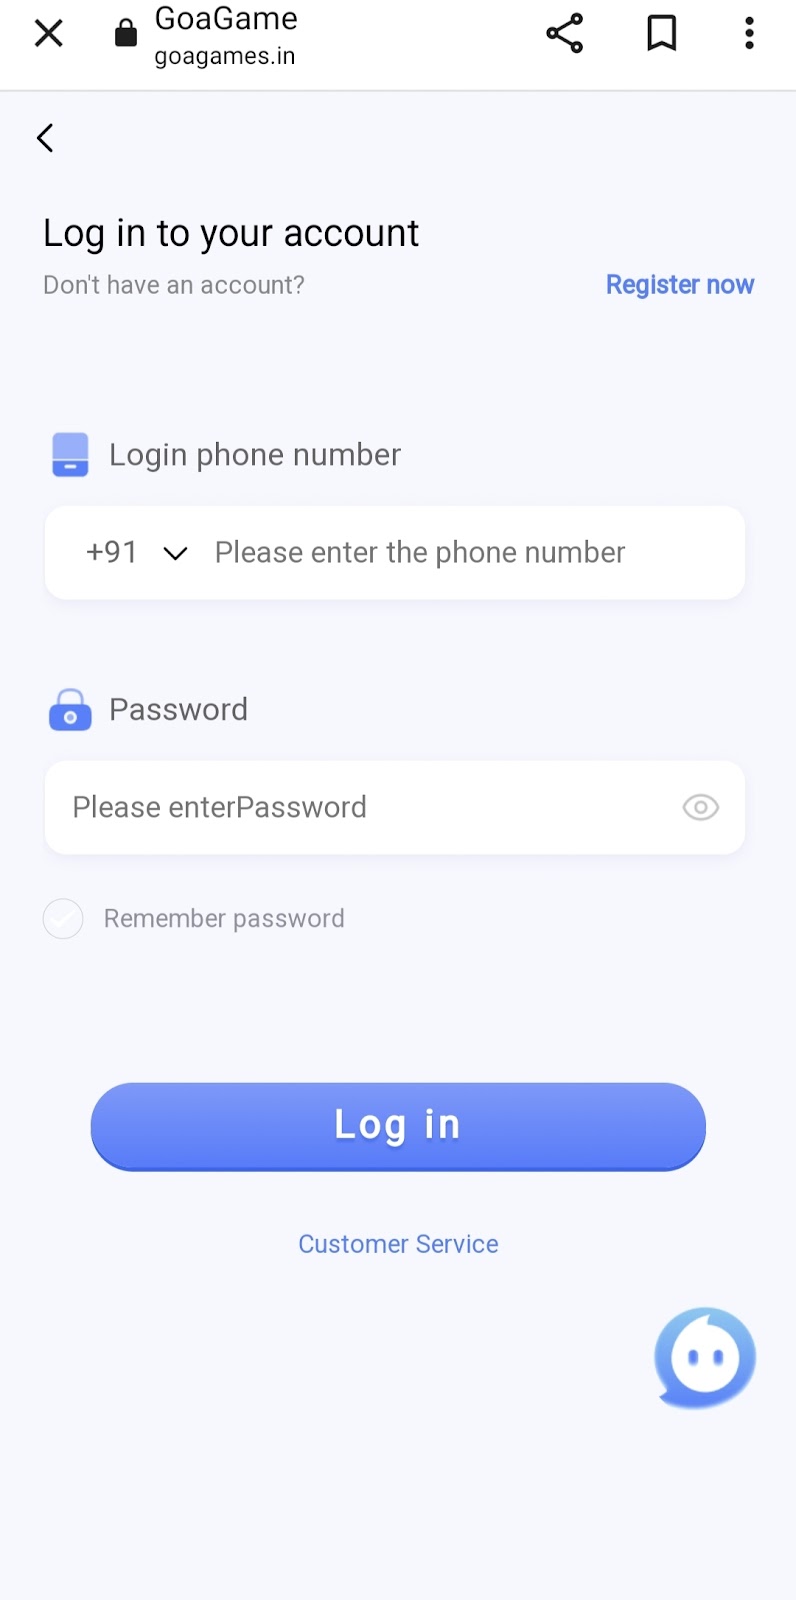 GoaGame
goagames.in
Log in to your account
Don't have an account?
Register now
Login phone number
+91 Please enter the phone number
Password
Please enterPassword
Remember password
Log in
Customer Service